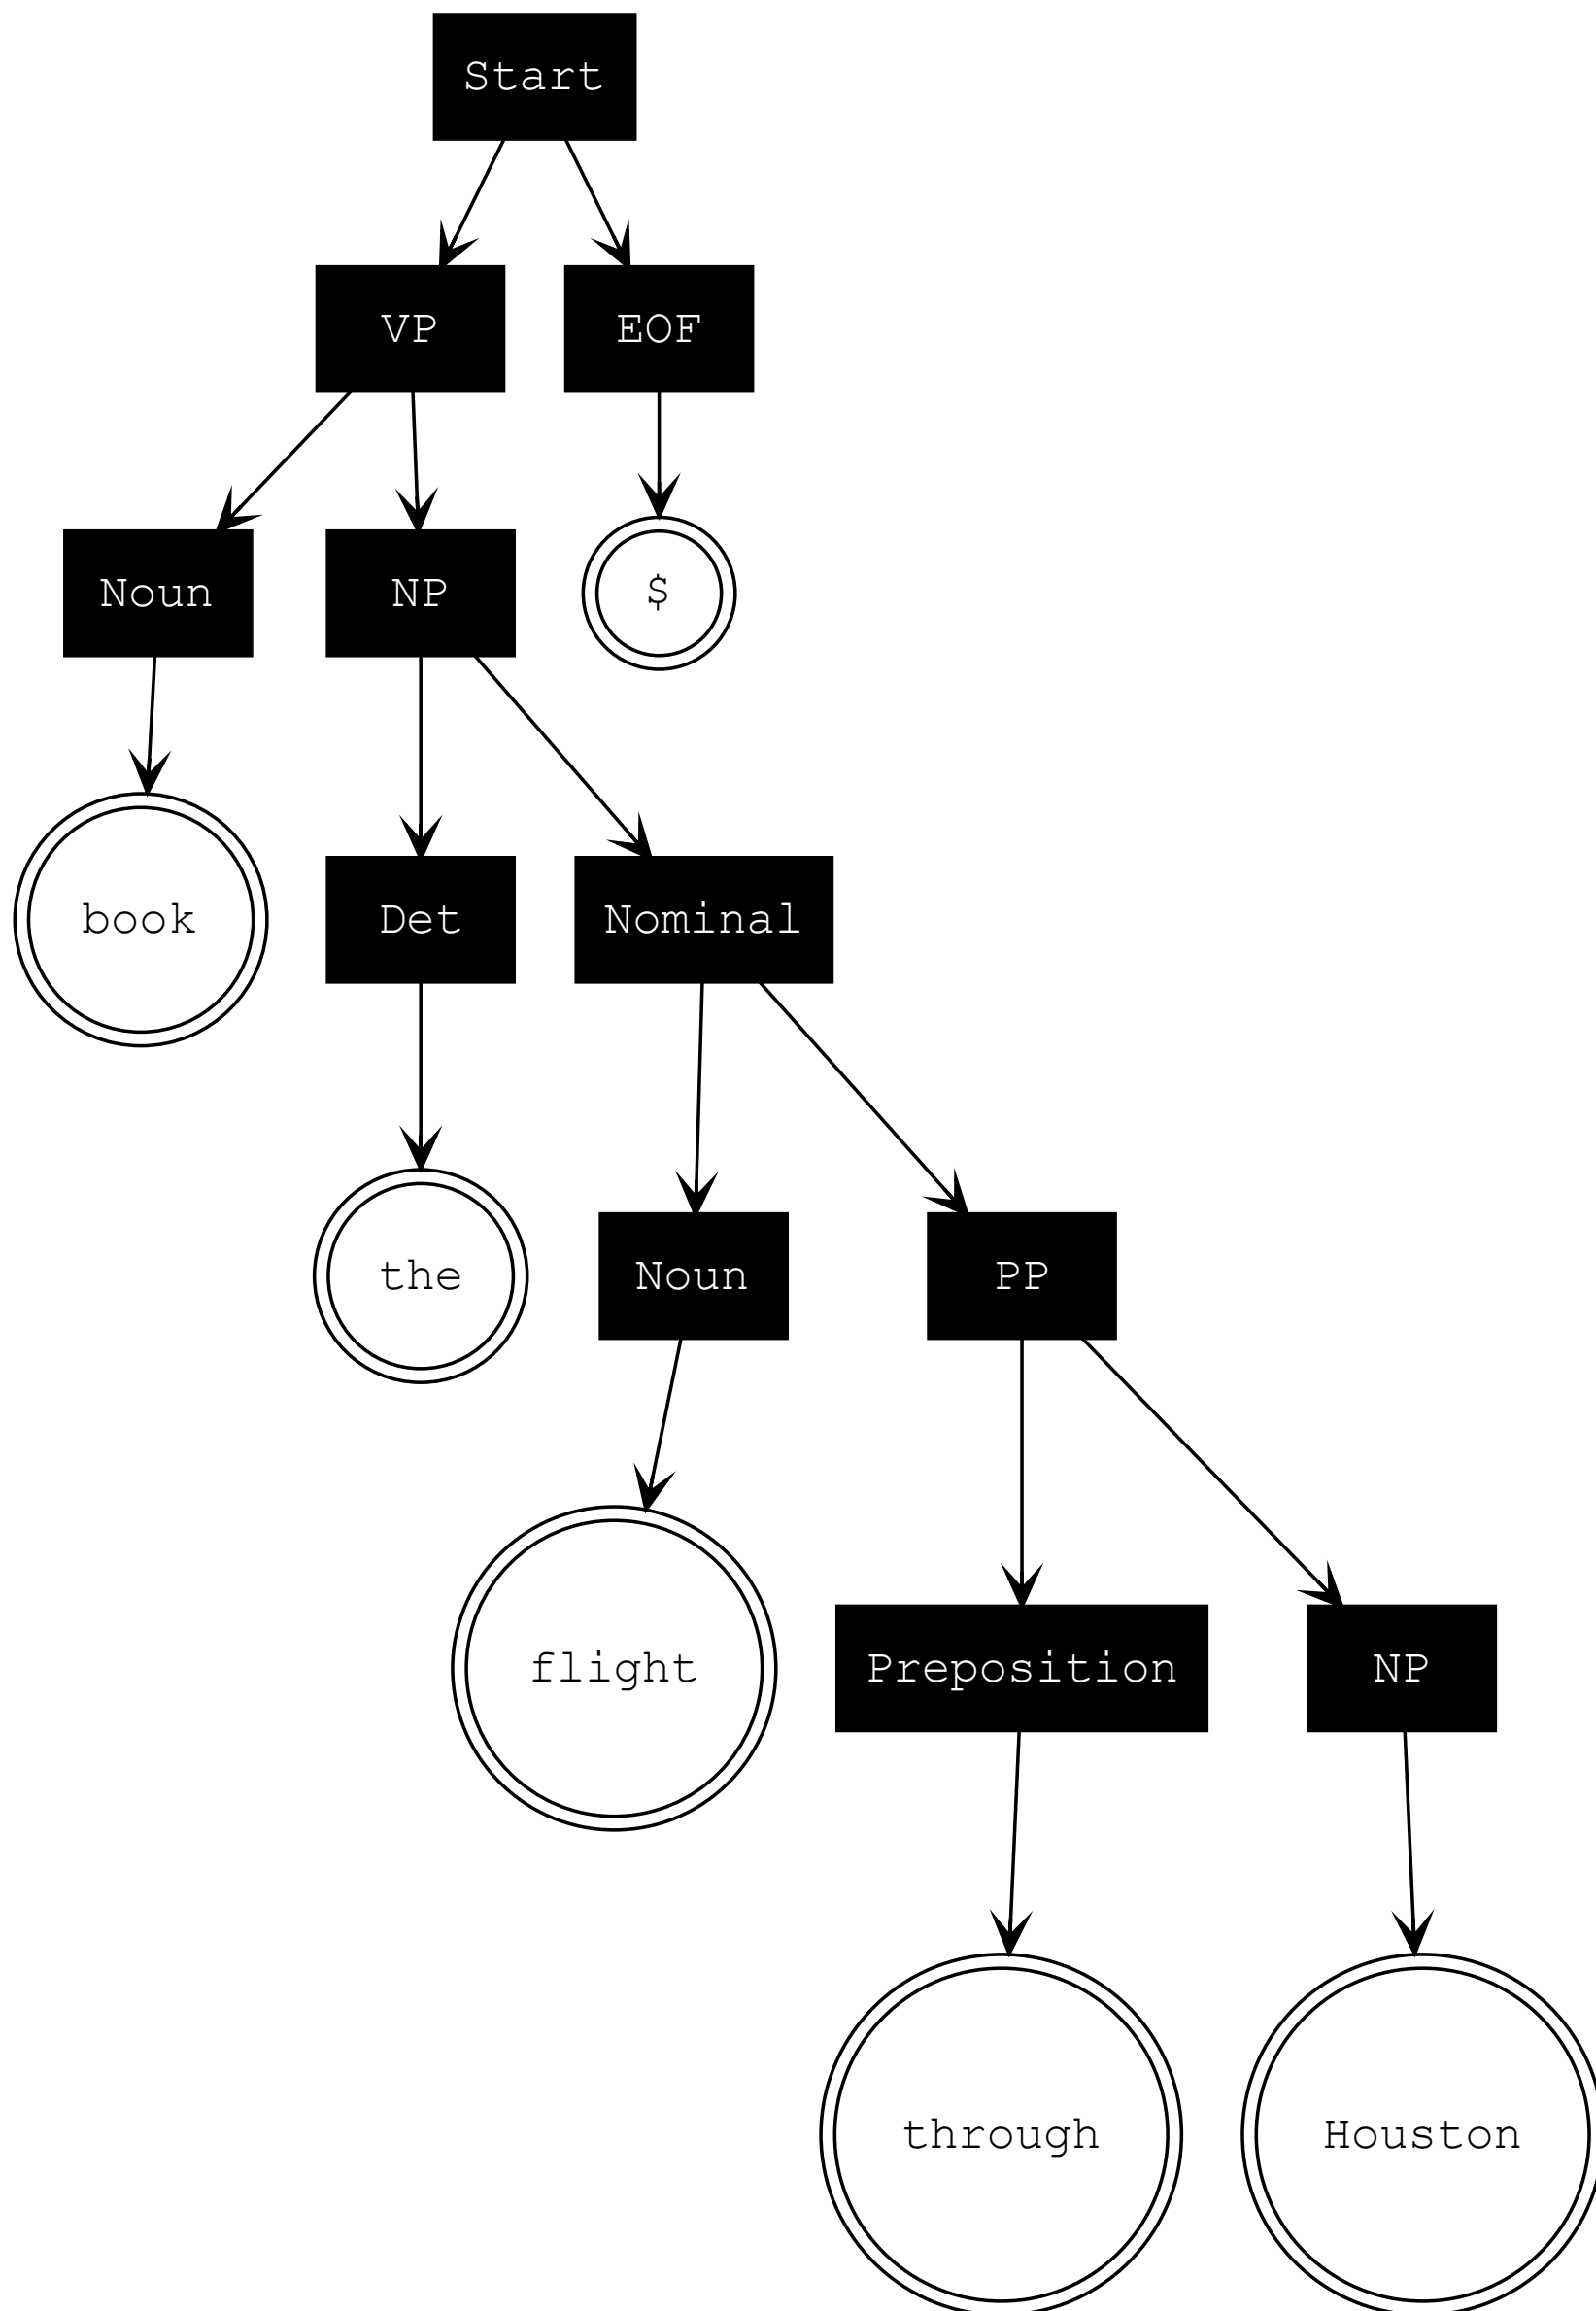 Start
VP
EOF
Noun
NP
$
book
Det
Nominal
the
Noun
PP
flight
Preposition
NP
through
Houston